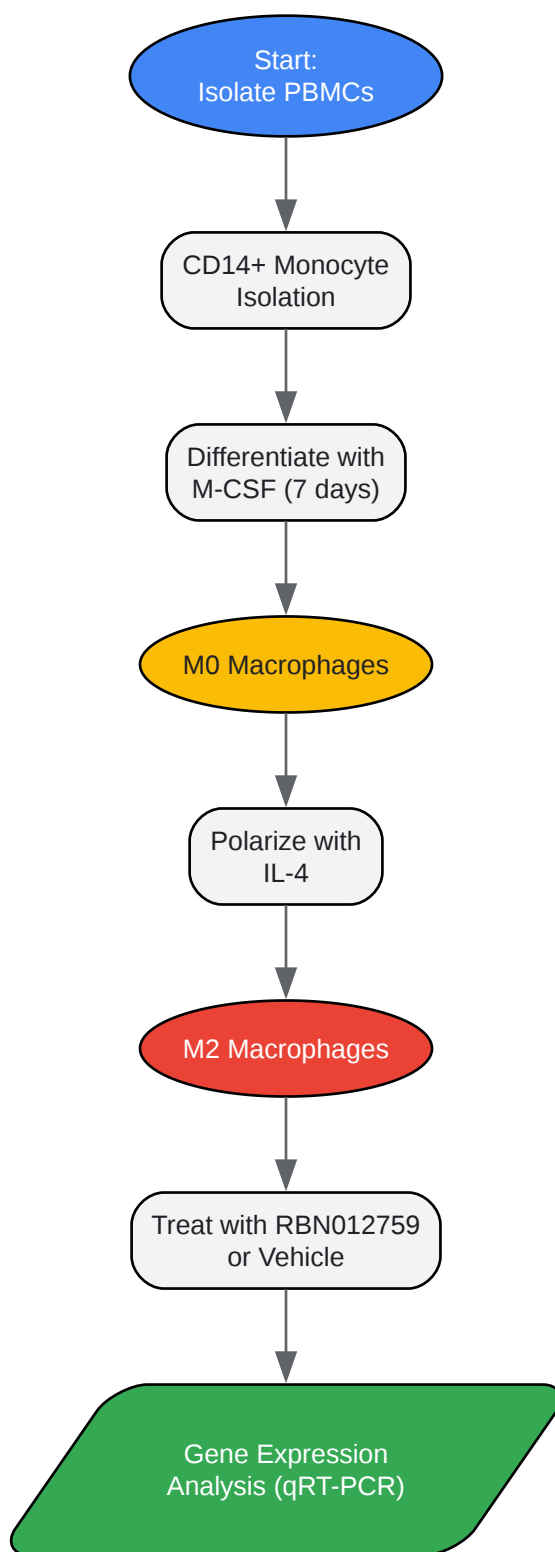 Start:
Isolate PBMCs
CD14+ Monocyte
Isolation
Differentiate with
M-CSF (7 days)
M0 Macrophages
Polarize with
IL-4
M2 Macrophages
Treat with RBN012759
or Vehicle
Gene Expression
Analysis (qRT-PCR)